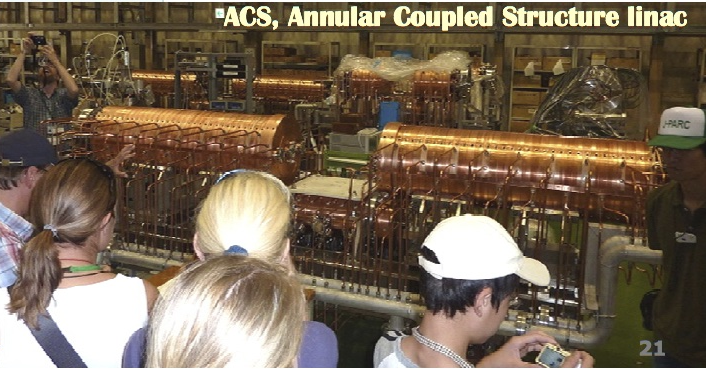 ACS, Annular Coupled Structure linac
J-PARC
21